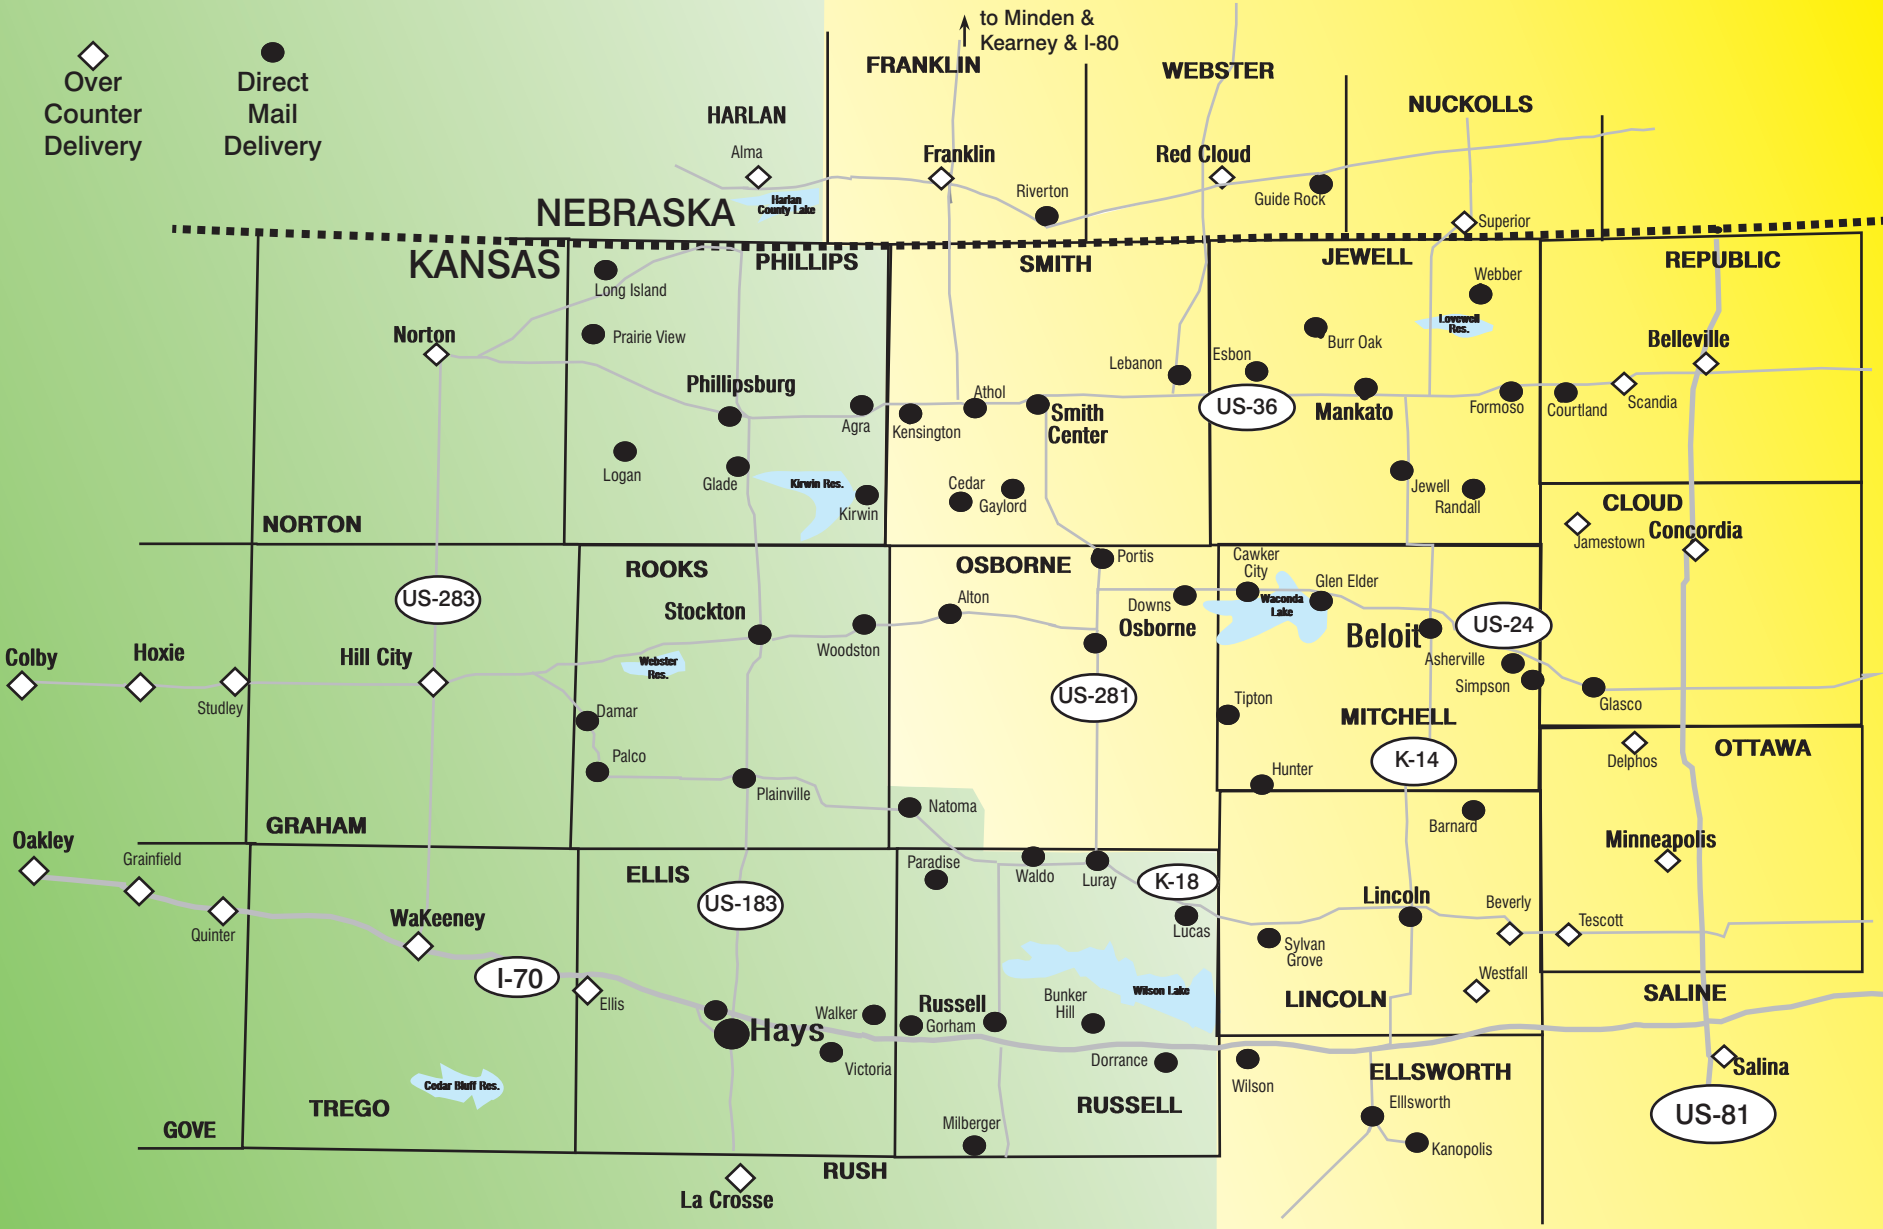 to Minden &
Kearney & I-80
Over
Counter
Delivery
Direct
Mail
Delivery
FRANKLIN
WEBSTER
NUCKOLLS
HARLAN
Alma
Franklin
Red Cloud
Riverton
Guide Rock
Harlan
County Lake
Superior
NEBRASKA
KANSAS
PHILLIPS
SMITH
JEWELL
REPUBLIC
Long Island
Webber
Norton
Prairie View
Lovewell
Res.
Burr Oak
Belleville
Phillipsburg
Lebanon
Esbon
Athol
US-36
Mankato
Formoso
Courtland
Scandia
Agra
Kensington
Smith
Center
Logan
Glade
Kirwin Res.
Kirwin
Cedar
Gaylord
Jewell
Randall
NORTON
CLOUD
Jamestown
Concordia
ROOKS
OSBORNE
Portis
Cawker
City
Glen Elder
US-283
Stockton
Alton
Downs
Osborne
Waconda
Lake
Beloit
US-24
Colby
Hoxie
Hill City
Webster
Res.
Woodston
Asherville
Simpson
Studley
US-281
Tipton
Glasco
Damar
MITCHELL
Palco
K-14
Delphos
OTTAWA
Hunter
Plainville
Natoma
Barnard
GRAHAM
Oakley
Grainfield
Minneapolis
ELLIS
Paradise
Waldo
Luray
K-18
US-183
Lincoln
Beverly
Tescott
Quinter
WaKeeney
Lucas
Sylvan
Grove
I-70
Ellis
Westfall
Wilson Lake
LINCOLN
SALINE
Hays
Walker
Russell
Gorham
Bunker
Hill
Victoria
Dorrance
Wilson
ELLSWORTH
Salina
Cedar Bluff Res.
TREGO
RUSSELL
Elllsworth
US-81
GOVE
Milberger
Kanopolis
RUSH
La Crosse